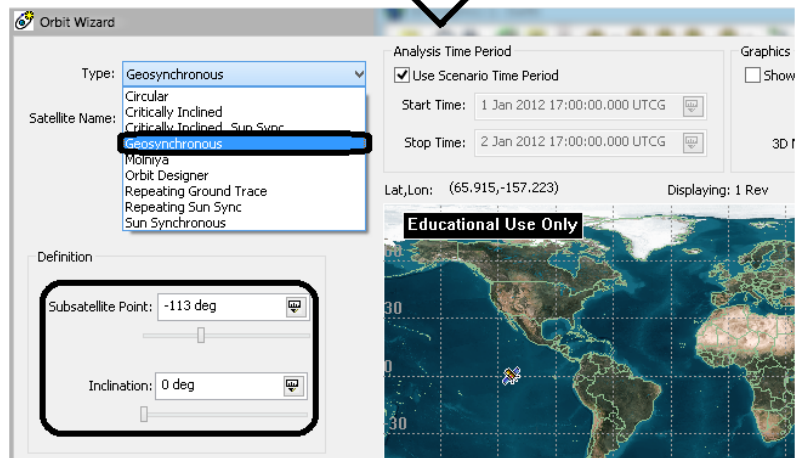 Orbit Wizard
Type: Geosynchronous
Circular
Critically Inclined
Critically Inclined, Sun Sync
Geosynchronous
Molniya
Orbit Designer
Repeating Ground Trace
Repeating Sun Sync
Sun Synchronous
Satellite Name:
Definition
Subsatellite Point: -113 deg
Inclination: 0 deg
Analysis Time Period
Use Scenario Time Period
Start Time: 1 Jan 2012 17:00:00.000 UTCG
Stop Time: 2 Jan 2012 17:00:00.000 UTCG
Graphics
Show
3D
Lat,Lon: (65.915,-157.223) Displaying: 1 Rev
Educational Use Only
30
0
30